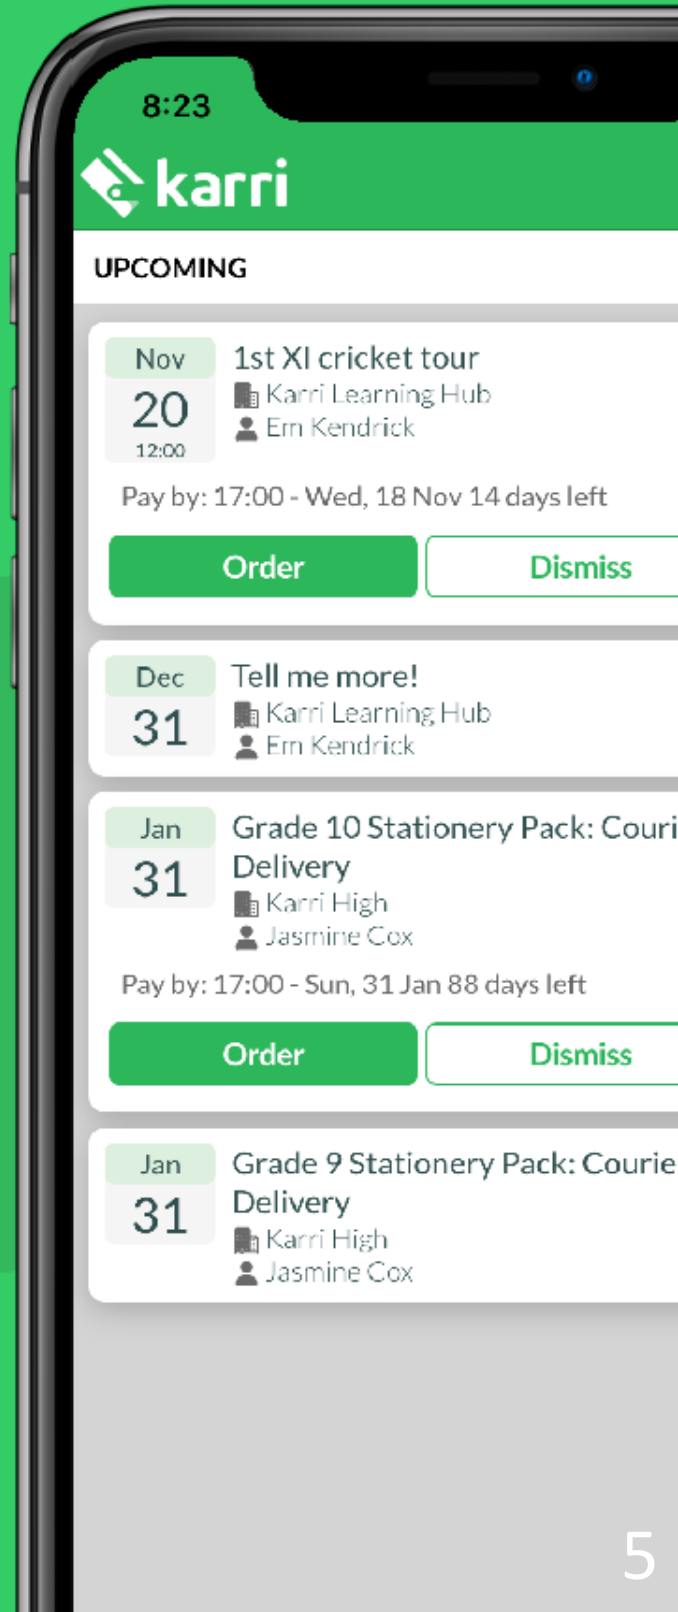 8:23
karri
UPCOMING
Nov
20
12:00
1st XI cricket tour
Karri Learning Hub
Em Kendrick
Pay by: 17:00 - Wed, 18 Nov 14 days left
Order
Dismiss
Dec
31
Tell me more!
Karri Learning Hub
Em Kendrick
Jan
31
Grade 10 Stationery Pack: Couri
Delivery
Karri High
Jasmine Cox
Pay by: 17:00 - Sun, 31 Jan 88 days left
Order
Dismiss
Jan
31
Grade 9 Stationery Pack: Courie
Delivery
Karri High
Jasmine Cox
5